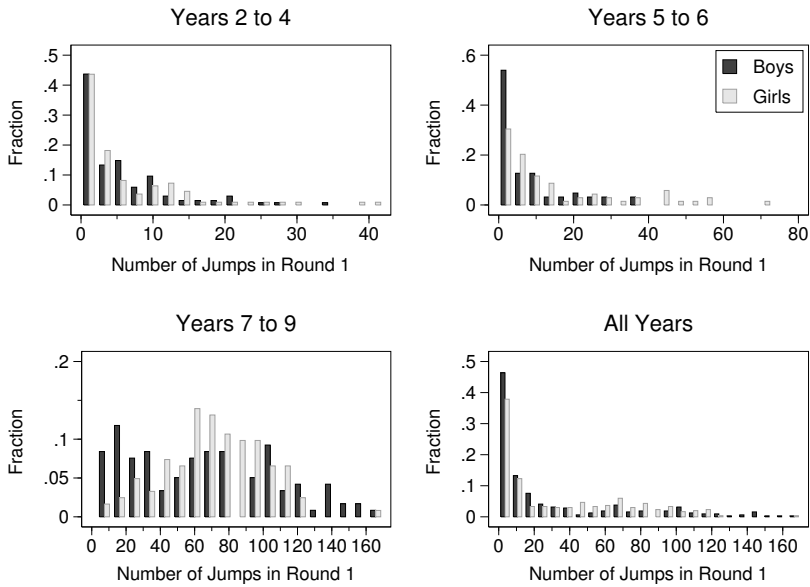 Years 2 to 4
.5
.4
.3
.2
.1
0
Fraction
0 10 20 30 40
Number of Jumps in Round 1
Years 5 to 6
Boys
Girls
.6
.4
.2
0
Fraction
0 20 40 60 80
Number of Jumps in Round 1
Years 7 to 9
.2
.1
.05
0
Fraction
0 20 40 60 80 100 120 140 160
Number of Jumps in Round 1
All Years
.5
.4
.3
.2
.1
0
Fraction
0 20 40 60 80 100 120 140 160
Number of Jumps in Round 1